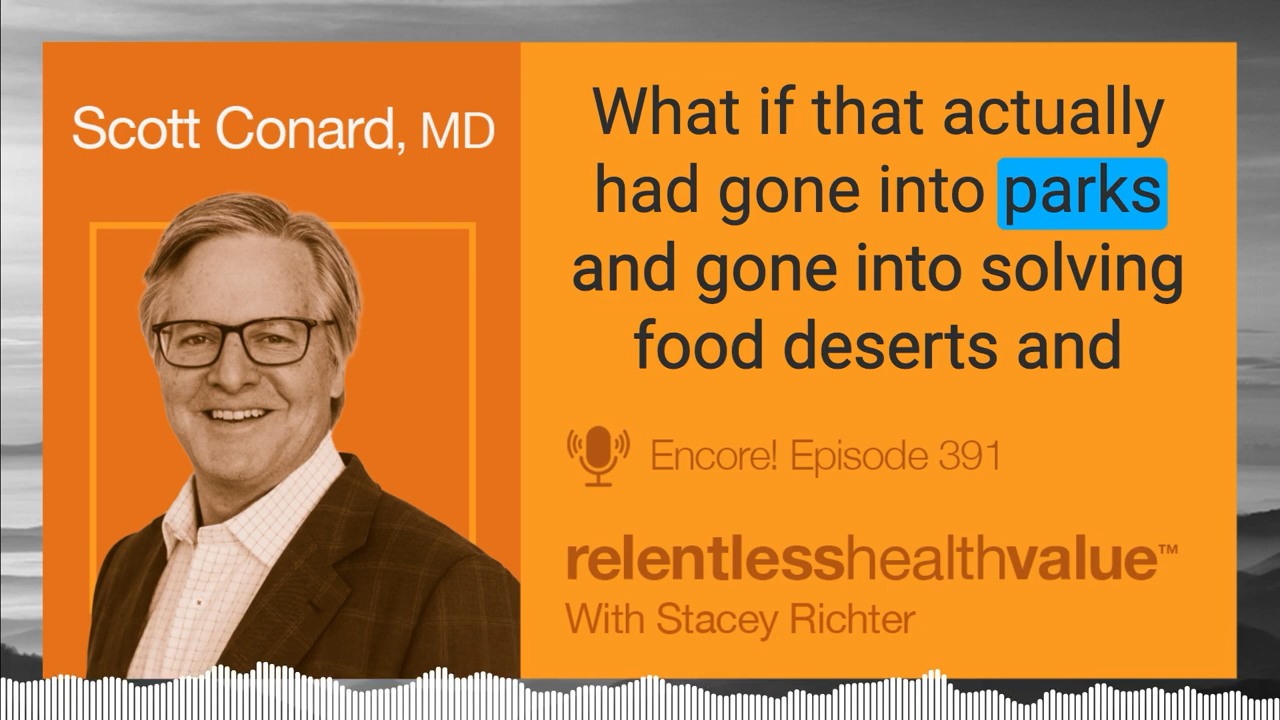 Scott Conard, MD
What if that actually
had gone into parks
and gone into solving
food deserts and
Encore! Episode 391
relentlesshealthvalue™
With Stacey Richter